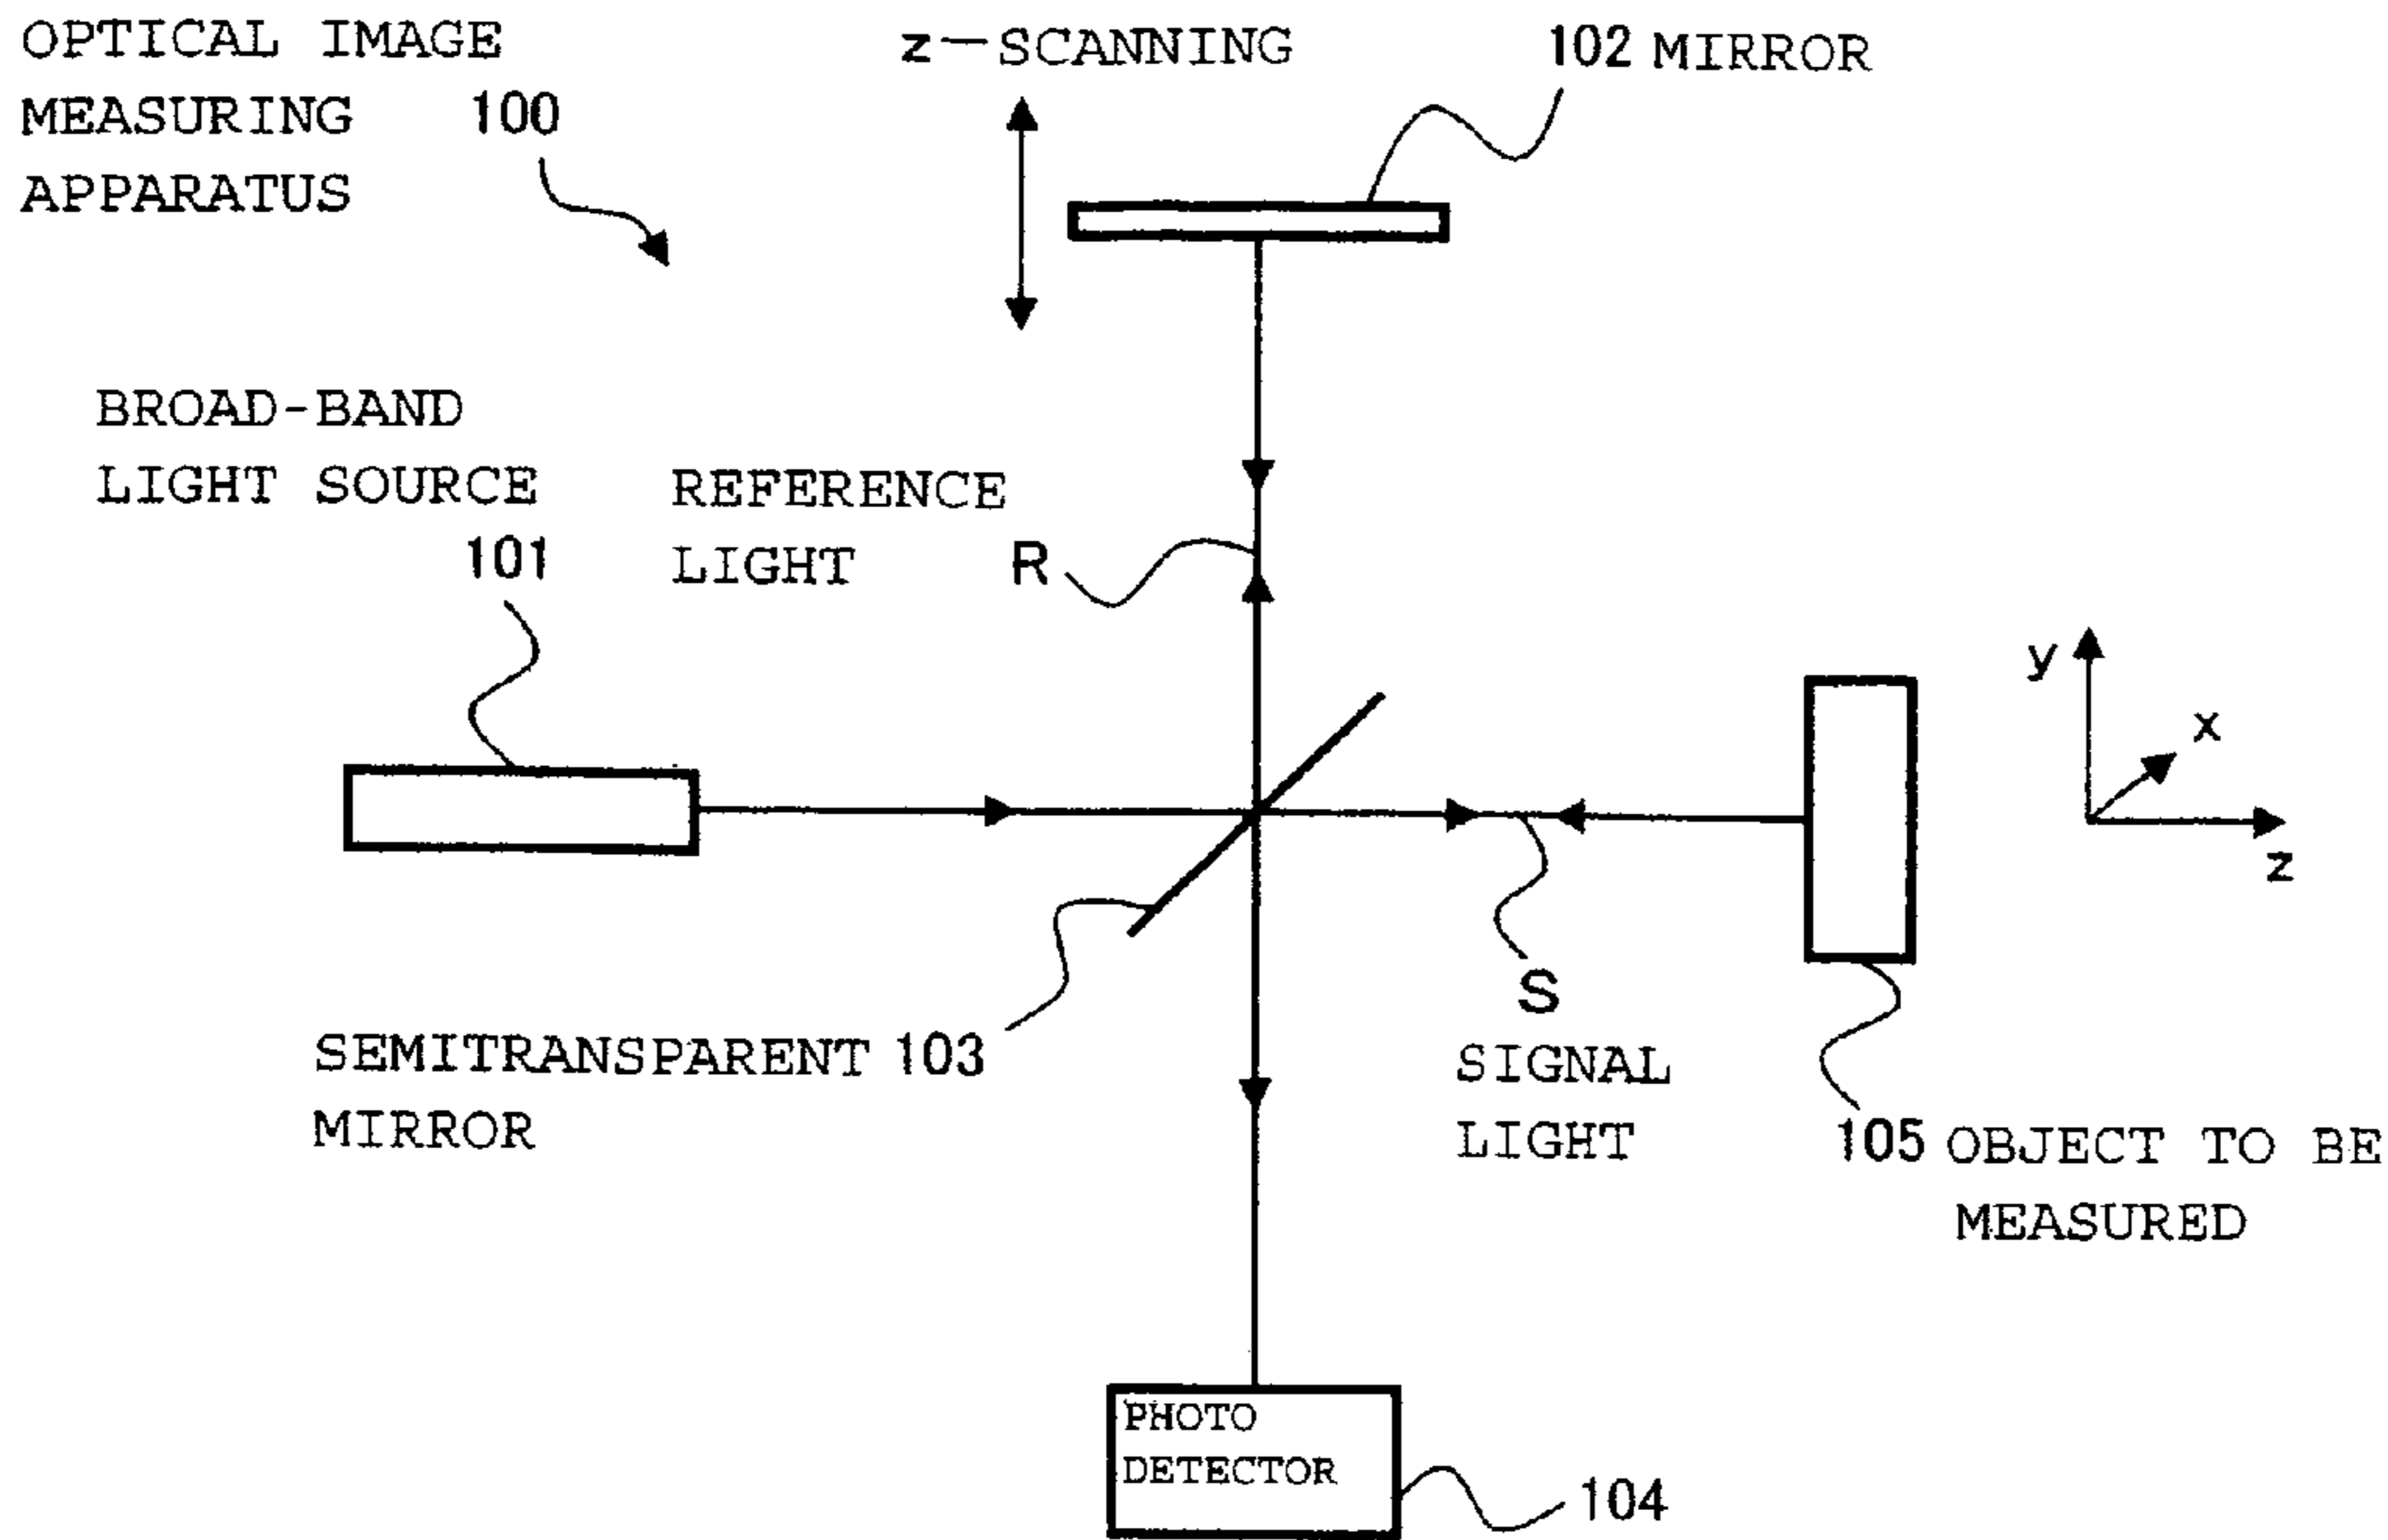 OPTICAL IMAGE
MEASURING 100
APPARATUS
z-SCANNING
102 MIRROR
BROAD-BAND
LIGHT SOURCE
101
REFERENCE
LIGHT
R
y
x
z
SEMITRANSPARENT 103
MIRROR
S
SIGNAL
LIGHT
105 OBJECT TO BE
MEASURED
PHOTO
DETECTOR
104